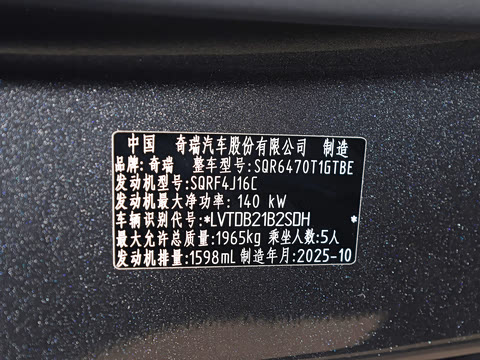 中国 奇瑞汽车股份有限公司 制造
品牌:奇瑞 整车型号:SQR6470T1GTBE
发动机型号:SQRF4J16C
发动机最大净功率: 140 kW
车辆识别代号:*LVTDB21B2SDH *
最大允许总质量:1965kg 乘坐人数:5人
发动机排量:1598mL 制造年月:2025-10